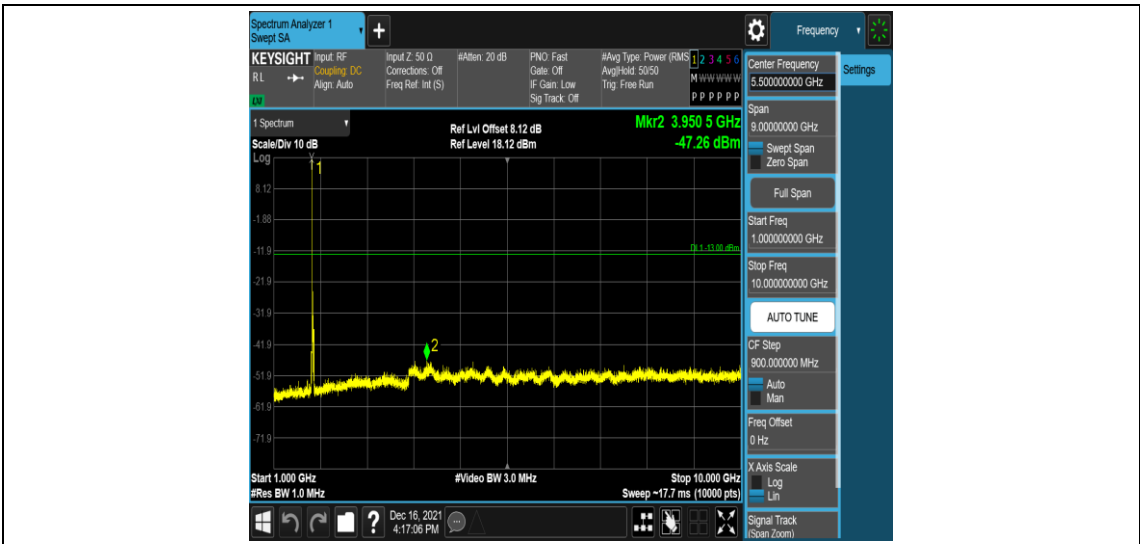 Spectrum Analyzer 1
Swept SA
+
Frequency
KEYSIGHT
RL
LXI
Input: RF
Coupling: DC
Align: Auto
Input Z: 50 Ω
Corrections: Off
Freq Ref: Int (S)
#Atten: 20 dB
PNO: Fast
Gate: Off
IF Gain: Low
Sig Track: Off
#Avg Type: Power (RMS
Avg|Hold: 50/50
Trig: Free Run
1 2 3 4 5 6
M W W W W W
P P P P P P
1 Spectrum
Scale/Div 10 dB
Log
Ref Lvl Offset 8.12 dB
Ref Level 18.12 dBm
Mkr2 3.950 5 GHz
-47.26 dBm
1
8.12
-1.88
-11.9
DL1 -13.00 dBm
-21.9
-31.9
-41.9
2
-51.9
-61.9
-71.9
Start 1.000 GHz
#Res BW 1.0 MHz
#Video BW 3.0 MHz
Stop 10.000 GHz
Sweep ~17.7 ms (10000 pts)
?
Dec 16, 2021
4:17:06 PM
Center Frequency
5.500000000 GHz
Settings
Span
9.00000000 GHz
Swept Span
Zero Span
Full Span
Start Freq
1.000000000 GHz
Stop Freq
10.000000000 GHz
AUTO TUNE
CF Step
900.000000 MHz
Auto
Man
Freq Offset
0 Hz
X Axis Scale
Log
Lin
Signal Track
(Span Zoom)